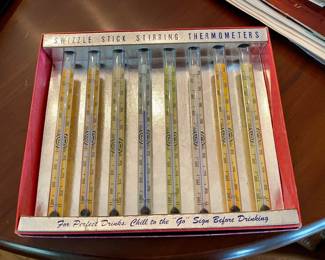 SWIZZLE STICK STIRRING THERMOMETERS
For Perfect Drinks, Chill to the "Go" Sign Before Drinking